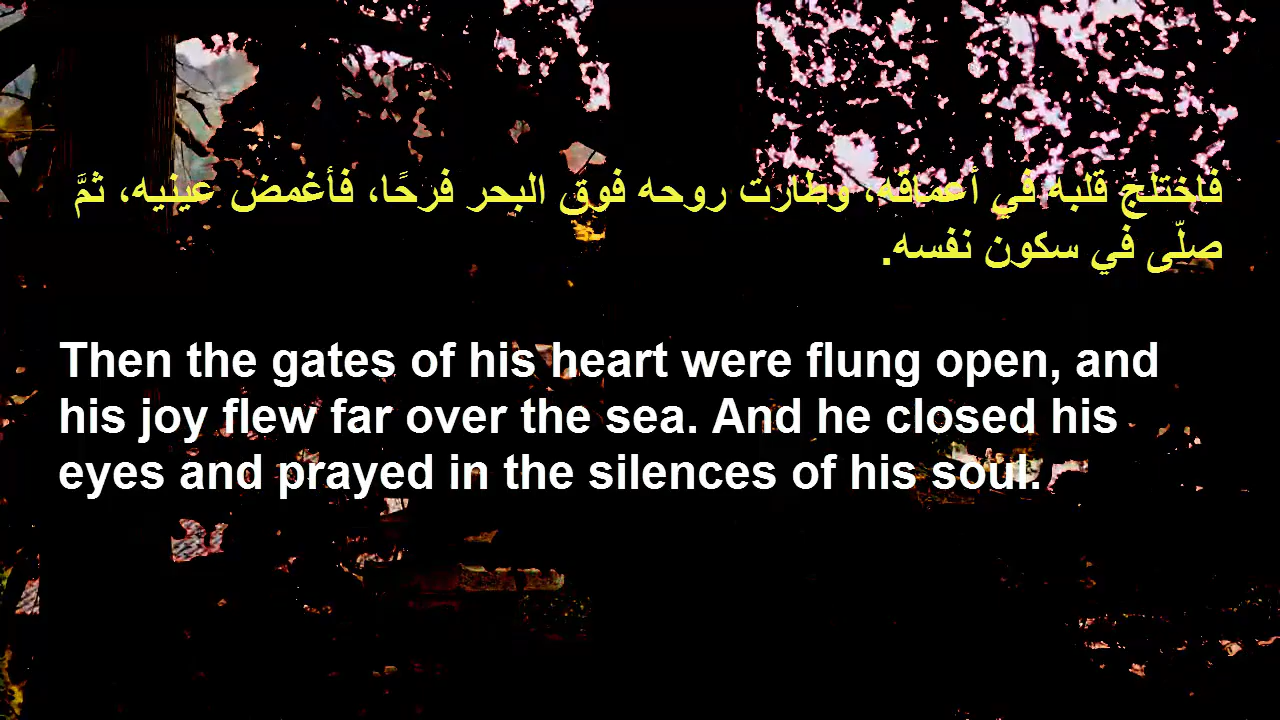 فاختلج قلبه في أعماقه، وطارت روحه فوق البحر فرحًا، فأغمض عينيه، ثمَّ
صلّى في سكون نفسه.
Then the gates of his heart were flung open, and
his joy flew far over the sea. And he closed his
eyes and prayed in the silences of his soul.